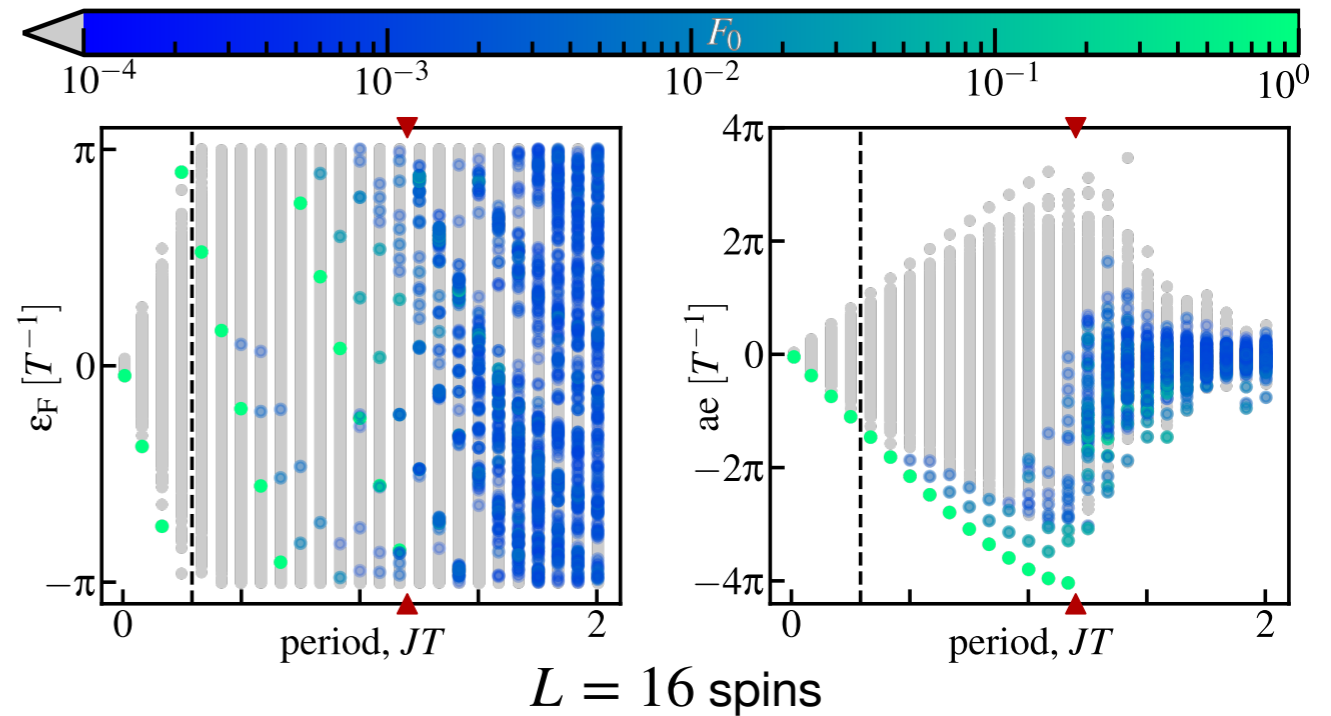 F₀
10⁻⁴ 10⁻³ 10⁻² 10⁻¹ 10⁰
π
0
−π
ε_F [T⁻¹]
0 2
period, JT
4π
2π
0
−2π
−4π
ae [T⁻¹]
0 2
period, JT
L = 16 spins